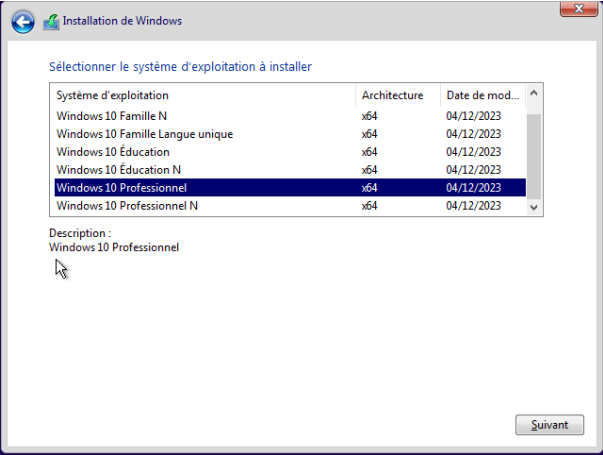 Installation de Windows
Sélectionner le système d'exploitation à installer
Système d'exploitation Architecture Date de mod...
Windows 10 Famille N x64 04/12/2023
Windows 10 Famille Langue unique x64 04/12/2023
Windows 10 Éducation x64 04/12/2023
Windows 10 Éducation N x64 04/12/2023
Windows 10 Professionnel x64 04/12/2023
Windows 10 Professionnel N x64 04/12/2023
Description :
Windows 10 Professionnel
Suivant